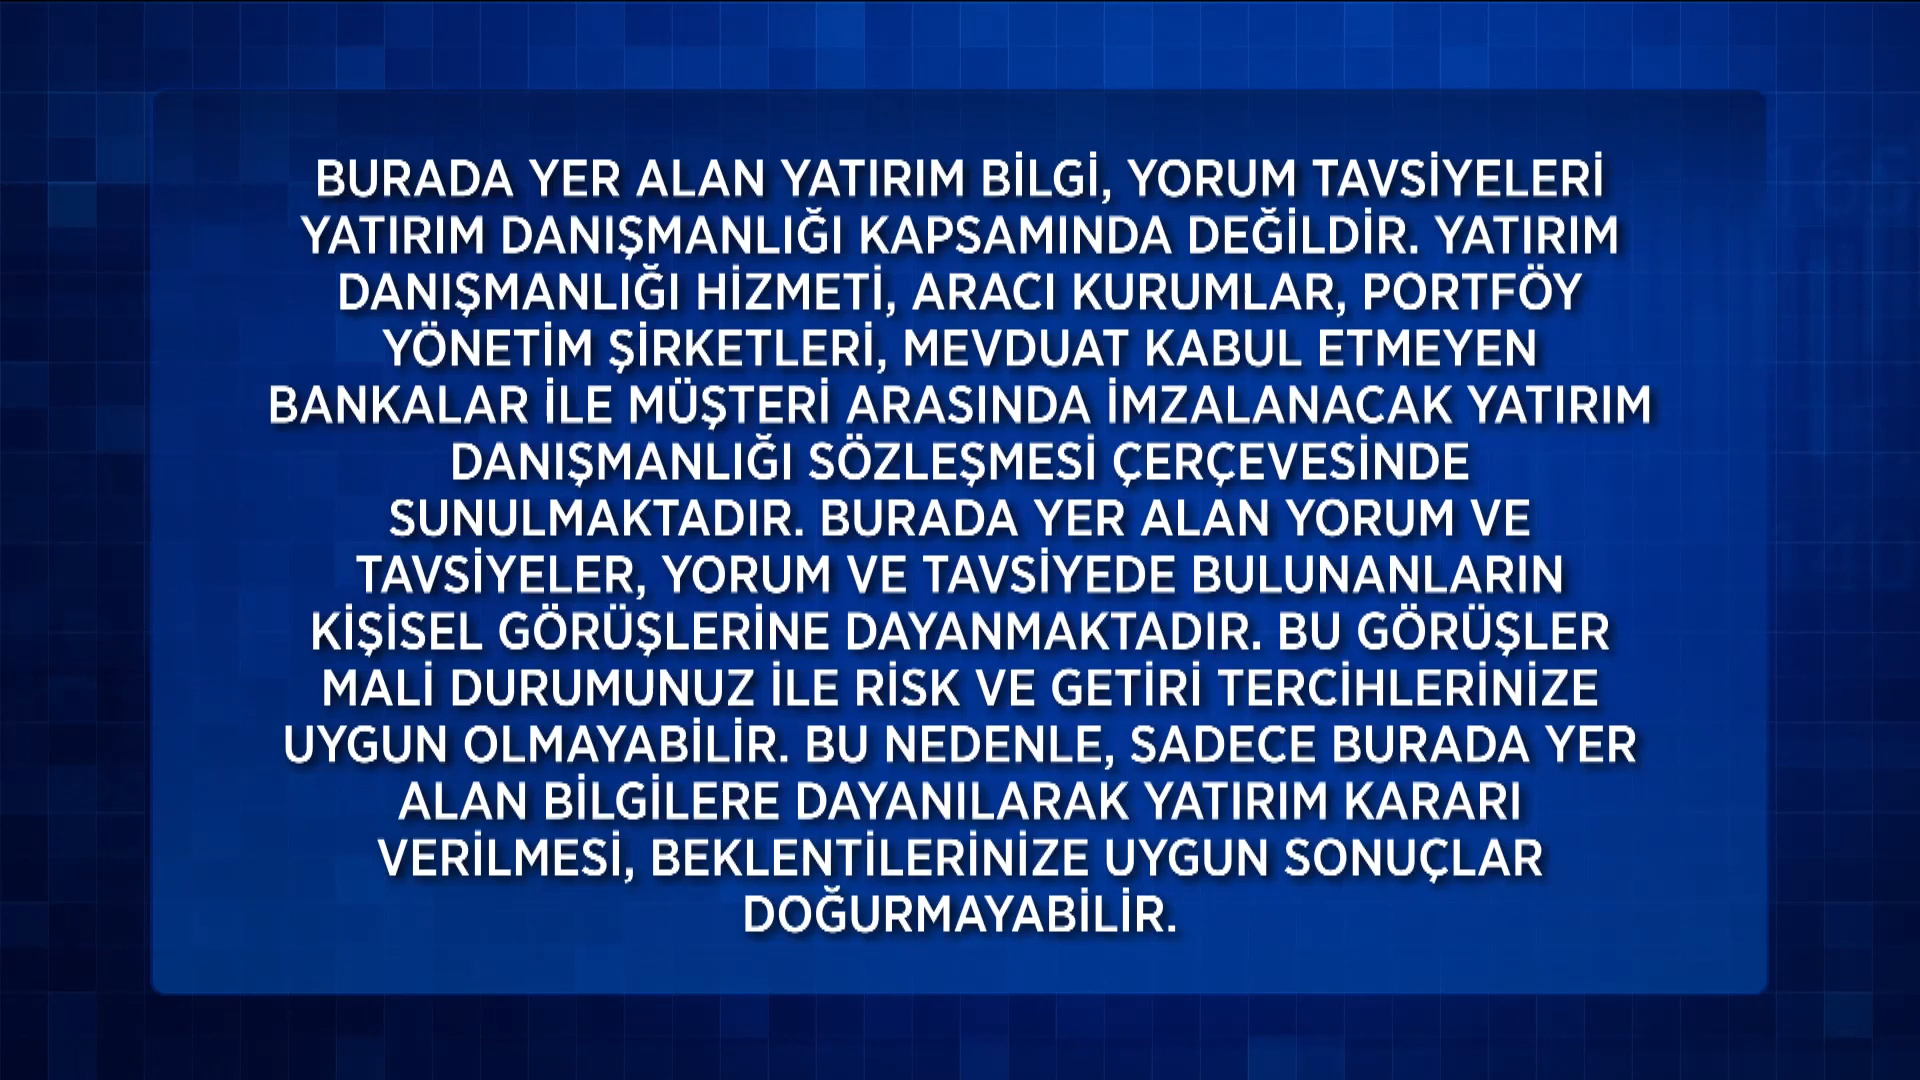 BURADA YER ALAN YATIRIM BİLGİ, YORUM TAVSİYELERİ
YATIRIM DANIŞMANLIĞI KAPSAMINDA DEĞİLDİR. YATIRIM
DANIŞMANLIĞI HİZMETİ, ARACI KURUMLAR, PORTFÖY
YÖNETİM ŞİRKETLERİ, MEVDUAT KABUL ETMEYEN
BANKALAR İLE MÜŞTERİ ARASINDA İMZALANACAK YATIRIM
DANIŞMANLIĞI SÖZLEŞMESİ ÇERÇEVESİNDE
SUNULMAKTADIR. BURADA YER ALAN YORUM VE
TAVSİYELER, YORUM VE TAVSİYEDE BULUNANLARIN
KİŞİSEL GÖRÜŞLERİNE DAYANMAKTADIR. BU GÖRÜŞLER
MALİ DURUMUNUZ İLE RİSK VE GETİRİ TERCİHLERİNİZE
UYGUN OLMAYABİLİR. BU NEDENLE, SADECE BURADA YER
ALAN BİLGİLERE DAYANILARAK YATIRIM KARARI
VERİLMESİ, BEKLENTİLERİNİZE UYGUN SONUÇLAR
DOĞURMAYABİLİR.